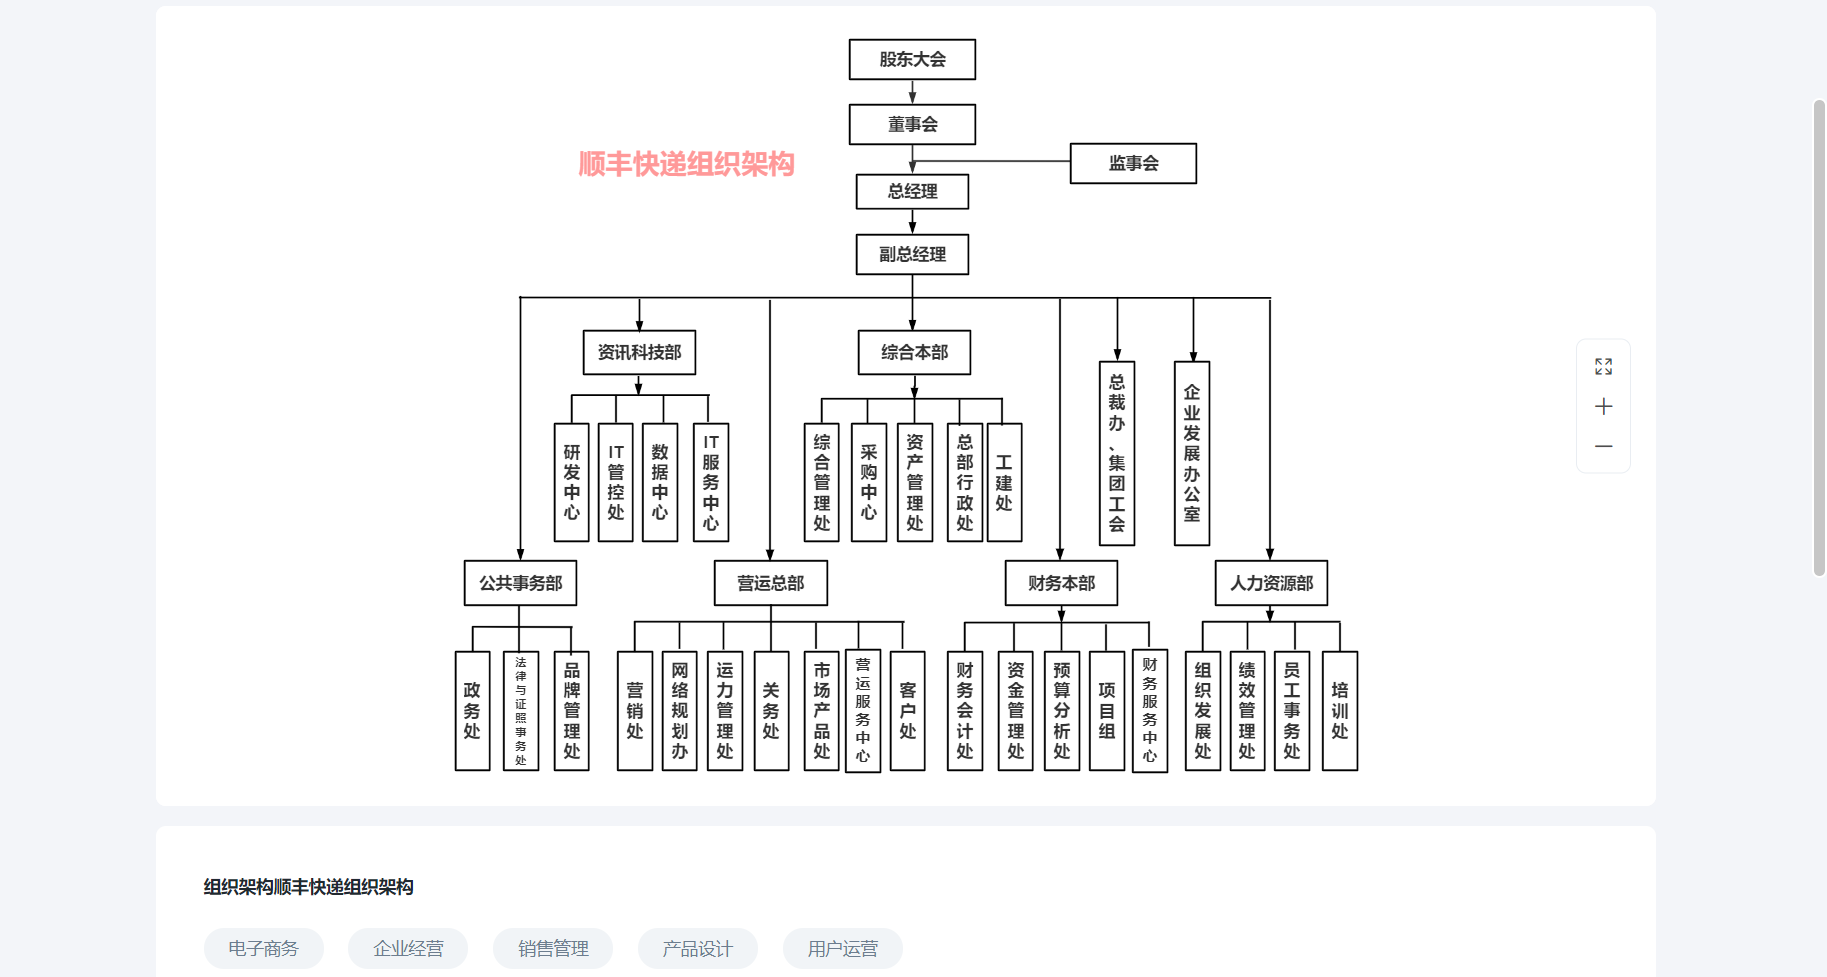 股东大会
董事会
顺丰快递组织架构
监事会
总经理
副总经理
资讯科技部
综合本部
总裁办、集团工会
企业发展办公室
研发中心
IT管控处
数据中心
IT服务中心
综合管理处
采购中心
资产管理处
总部行政处
工建处
公共事务部
营运总部
财务本部
人力资源部
政务处
法律与证照事务处
品牌管理处
营销处
网络规划办
运力管理处
关务处
市场产品处
营运服务中心
客户处
财务会计处
资金管理处
预算分析处
项目组
财务服务中心
组织发展处
绩效管理处
员工事务处
培训处
组织架构顺丰快递组织架构
电子商务
企业经营
销售管理
产品设计
用户运营